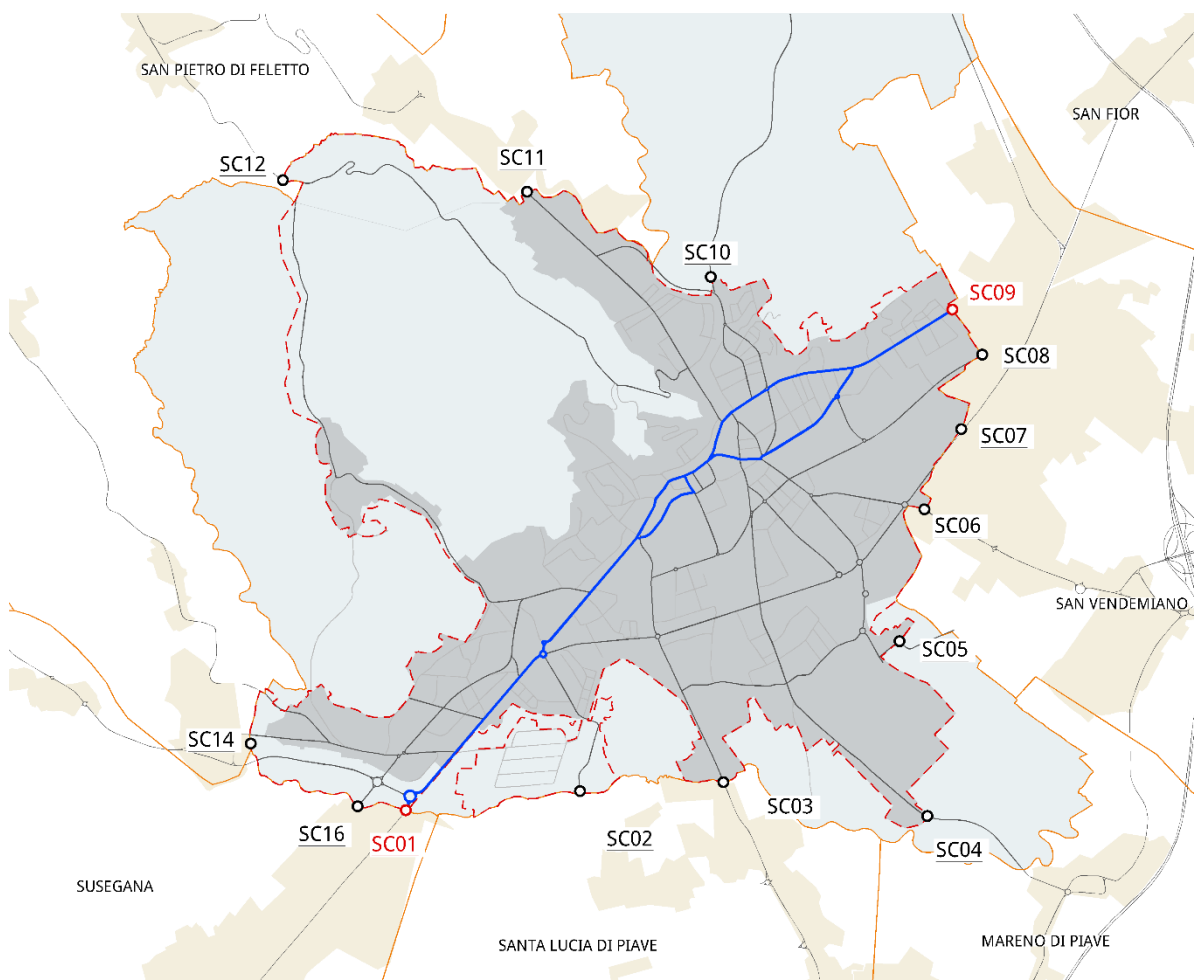 SAN PIETRO DI FELETTO
SAN FIOR
SC11
SC12
SC10
SC09
SC08
SC07
SC06
SAN VENDEMIANO
SC05
SC14
SC03
SC16
SC02
SC01
SC04
SUSEGANA
SANTA LUCIA DI PIAVE
MARENO DI PIAVE